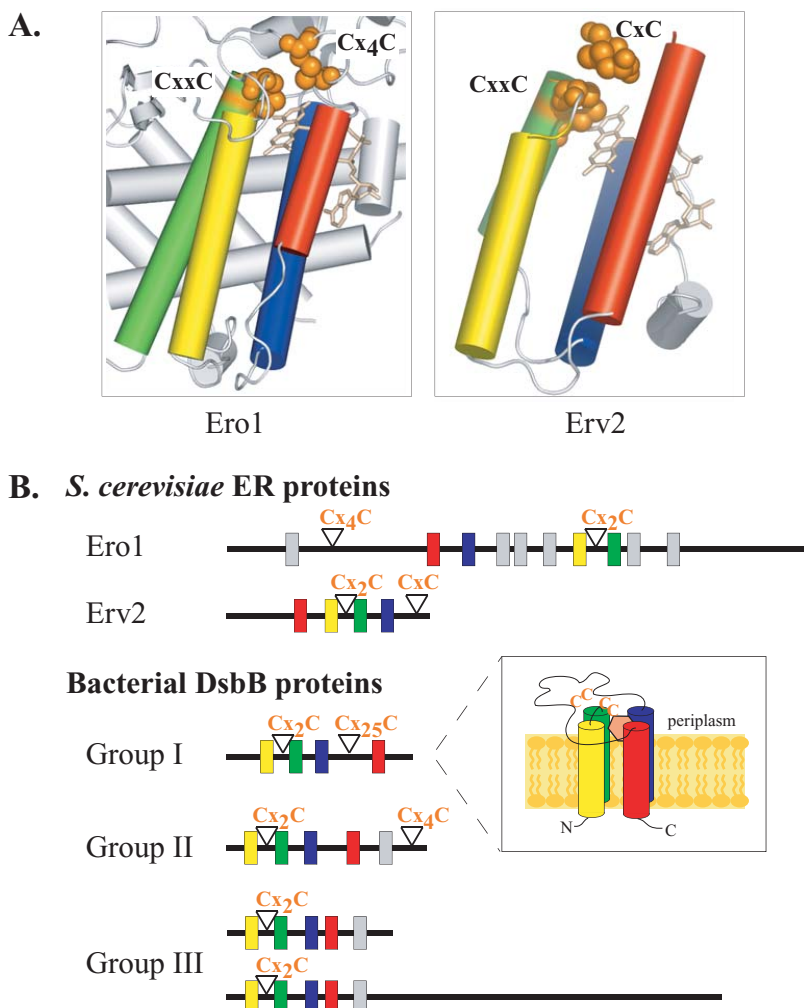 A.
CxxC
Cx4C
CxC
CxxC
Ero1
Erv2
B. S. cerevisiae ER proteins
Cx4C
Cx2C
Ero1
Cx2C
CxC
Erv2
Bacterial DsbB proteins
Cx2C
Cx25C
Group I
C
C
C
C
periplasm
N
C
Cx2C
Cx4C
Group II
Cx2C
Group III
Cx2C